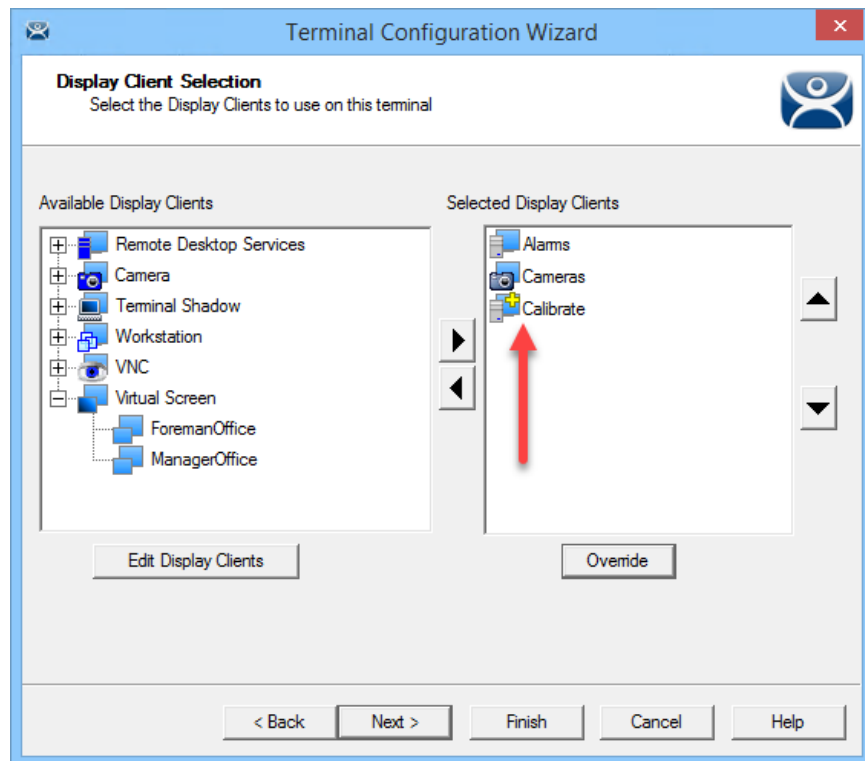 Terminal Configuration Wizard
Display Client Selection
Select the Display Clients to use on this terminal
Available Display Clients
Selected Display Clients
Remote Desktop Services
Camera
Terminal Shadow
Workstation
VNC
Virtual Screen
ForemanOffice
ManagerOffice
Alarms
Cameras
Calibrate
Edit Display Clients
Override
< Back
Next >
Finish
Cancel
Help